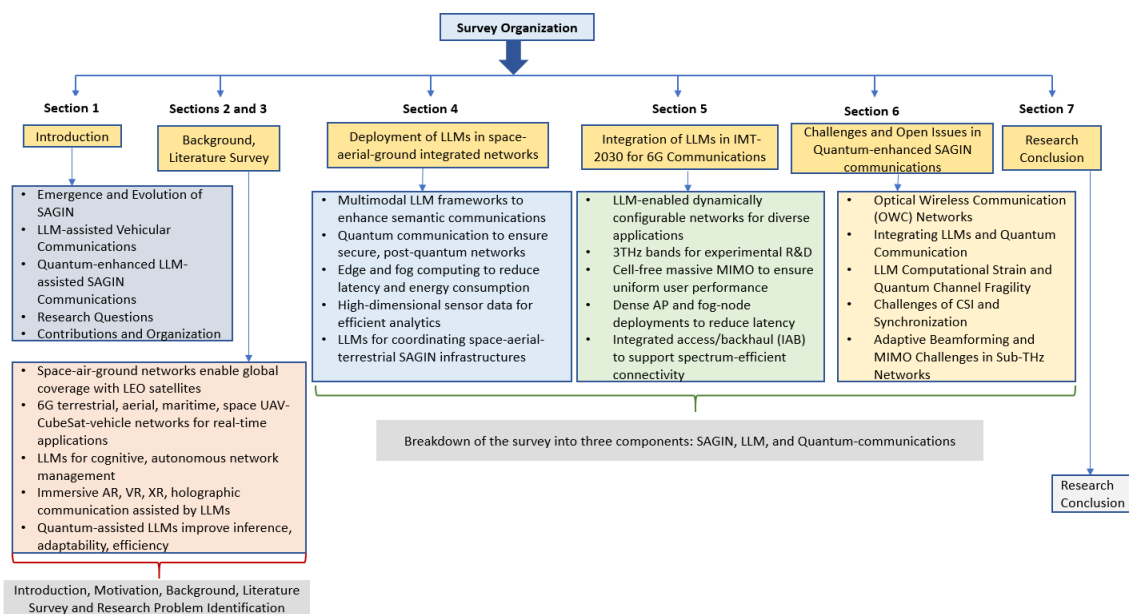 Survey Organization
Section 1
Introduction
• Emergence and Evolution of
SAGIN
• LLM-assisted Vehicular
Communications
• Quantum-enhanced LLM-
assisted SAGIN
Communications
• Research Questions
• Contributions and Organization
Sections 2 and 3
Background,
Literature Survey
• Space-air-ground networks enable global
coverage with LEO satellites
• 6G terrestrial, aerial, maritime, space UAV-
CubeSat-vehicle networks for real-time
applications
• LLMs for cognitive, autonomous network
management
• Immersive AR, VR, XR, holographic
communication assisted by LLMs
• Quantum-assisted LLMs improve inference,
adaptability, efficiency
Introduction, Motivation, Background, Literature
Survey and Research Problem Identification
Section 4
Deployment of LLMs in space-
aerial-ground integrated networks
• Multimodal LLM frameworks to
enhance semantic communications
• Quantum communication to ensure
secure, post-quantum networks
• Edge and fog computing to reduce
latency and energy consumption
• High-dimensional sensor data for
efficient analytics
• LLMs for coordinating space-aerial-
terrestrial SAGIN infrastructures
Section 5
Integration of LLMs in IMT-
2030 for 6G Communications
• LLM-enabled dynamically
configurable networks for diverse
applications
• 3THz bands for experimental R&D
• Cell-free massive MIMO to ensure
uniform user performance
• Dense AP and fog-node
deployments to reduce latency
• Integrated access/backhaul (IAB)
to support spectrum-efficient
connectivity
Section 6
Challenges and Open Issues in
Quantum-enhanced SAGIN
communications
• Optical Wireless Communication
(OWC) Networks
• Integrating LLMs and Quantum
Communication
• LLM Computational Strain and
Quantum Channel Fragility
• Challenges of CSI and
Synchronization
• Adaptive Beamforming and
MIMO Challenges in Sub-THz
Networks
Breakdown of the survey into three components: SAGIN, LLM, and Quantum-communications
Section 7
Research
Conclusion
Research
Conclusion